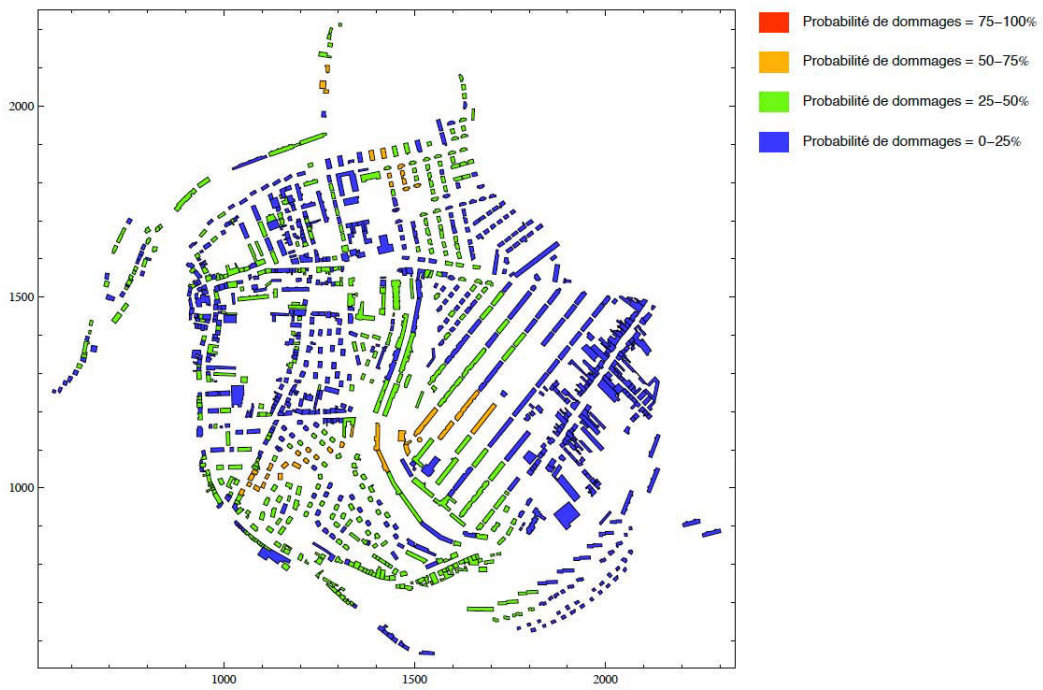 Probabilité de dommages = 75–100%
Probabilité de dommages = 50–75%
Probabilité de dommages = 25–50%
Probabilité de dommages = 0–25%
2000
1500
1000
1000 1500 2000